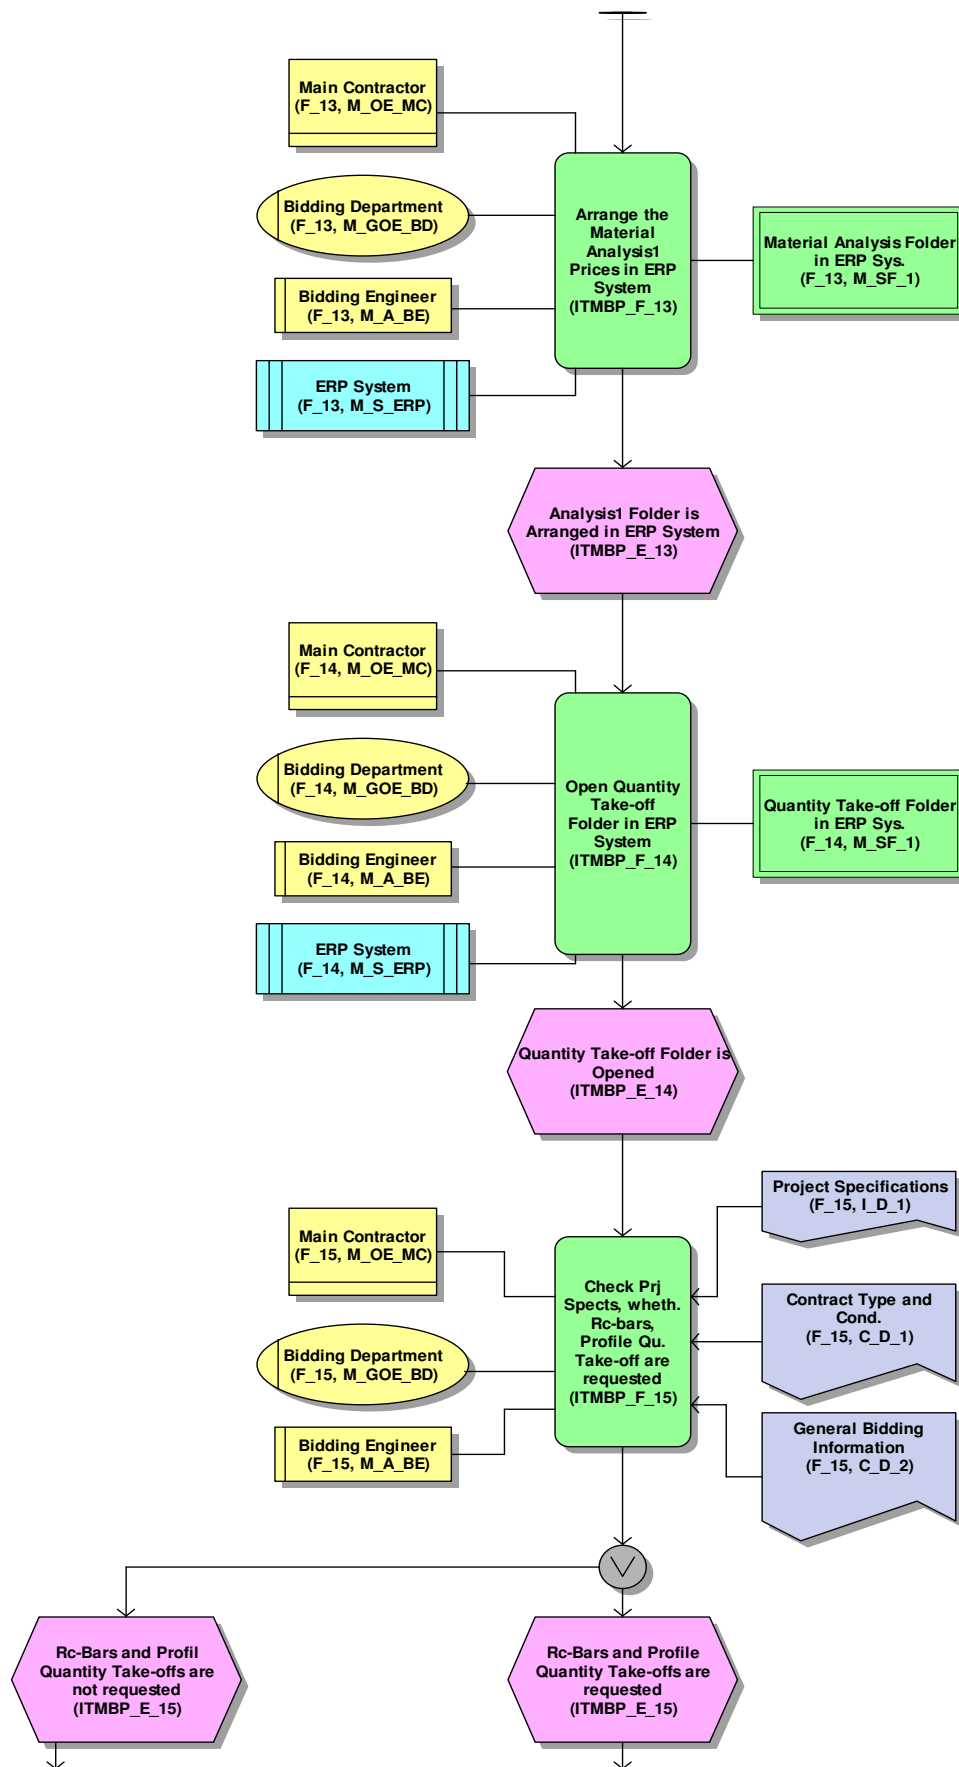 Main Contractor
(F_13, M_OE_MC)
Bidding Department
(F_13, M_GOE_BD)
Bidding Engineer
(F_13, M_A_BE)
ERP System
(F_13, M_S_ERP)
Arrange the
Material
Analysis1
Prices in ERP
System
(ITMBP_F_13)
Material Analysis Folder
in ERP Sys.
(F_13, M_SF_1)
Analysis1 Folder is
Arranged in ERP System
(ITMBP_E_13)
Main Contractor
(F_14, M_OE_MC)
Bidding Department
(F_14, M_GOE_BD)
Bidding Engineer
(F_14, M_A_BE)
ERP System
(F_14, M_S_ERP)
Open Quantity
Take-off
Folder in ERP
System
(ITMBP_F_14)
Quantity Take-off Folder
in ERP Sys.
(F_14, M_SF_1)
Quantity Take-off Folder is
Opened
(ITMBP_E_14)
Main Contractor
(F_15, M_OE_MC)
Bidding Department
(F_15, M_GOE_BD)
Bidding Engineer
(F_15, M_A_BE)
Check Prj
Spects, wheth.
Rc-bars,
Profile Qu.
Take-off are
requested
(ITMBP_F_15)
Project Specifications
(F_15, I_D_1)
Contract Type and
Cond.
(F_15, C_D_1)
General Bidding
Information
(F_15, C_D_2)
Rc-Bars and Profil
Quantity Take-offs are
not requested
(ITMBP_E_15)
Rc-Bars and Profile
Quantity Take-offs are
requested
(ITMBP_E_15)